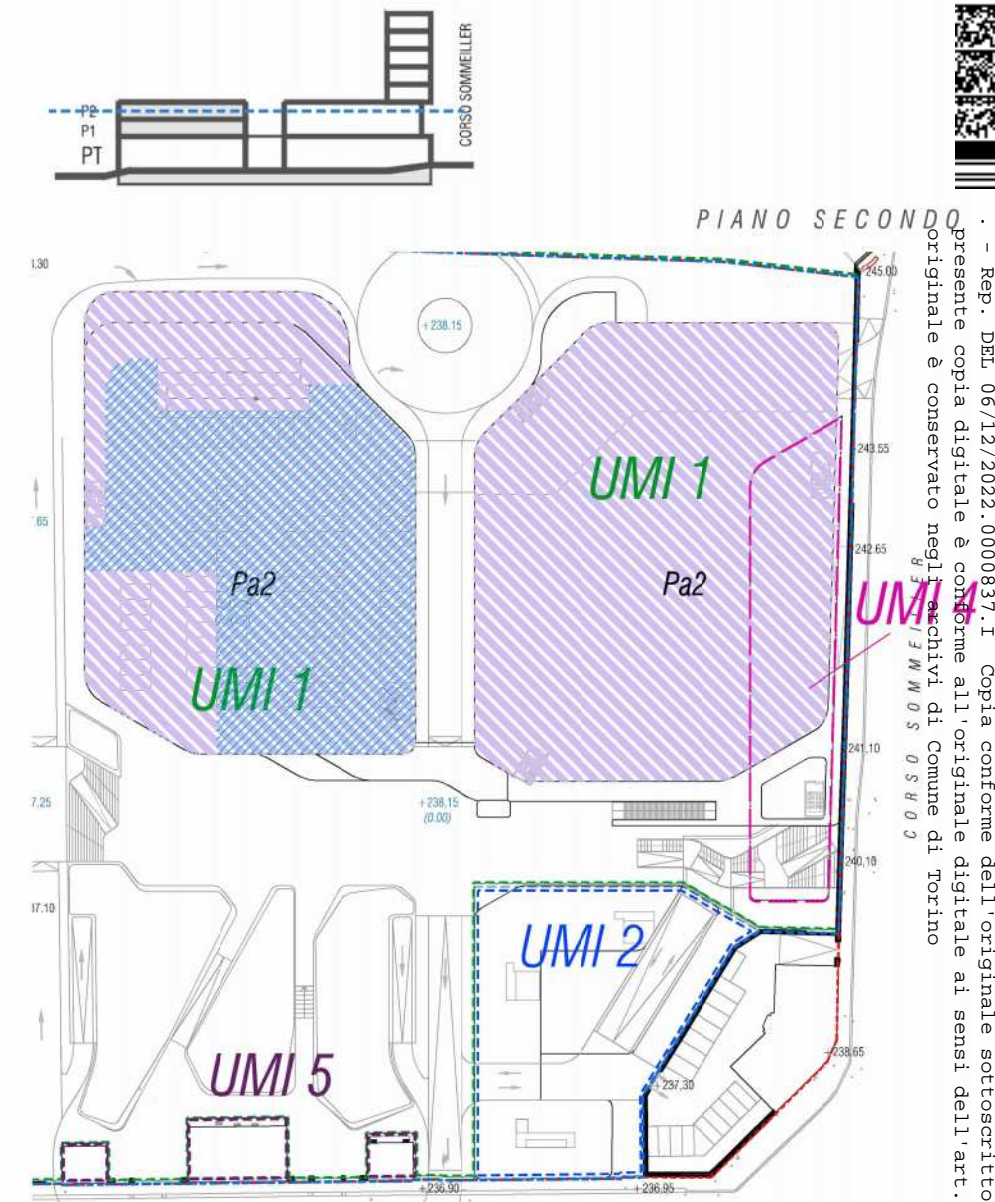 P2
P1
PT
CORSO SOMMEILLER
PIANO SECONDO
. - Rep. DEL 06/12/2022.0000837.I Copia conforme dell'originale sottoscritto
presente copia digitale è conforme all'originale digitale ai sensi dell'art.
originale è conservato negli archivi di Comune di Torino
1.30
+238.15
245.00
243.55
UMI 1
.65
242.65
Pa2
Pa2
UMI 4
CORSO SOMMEILLER
UMI 1
241.10
7.25
+238.15
(0.00)
240,10
17.10
UMI 2
238.65
UMI 5
+237,30
+236.90
+236.95